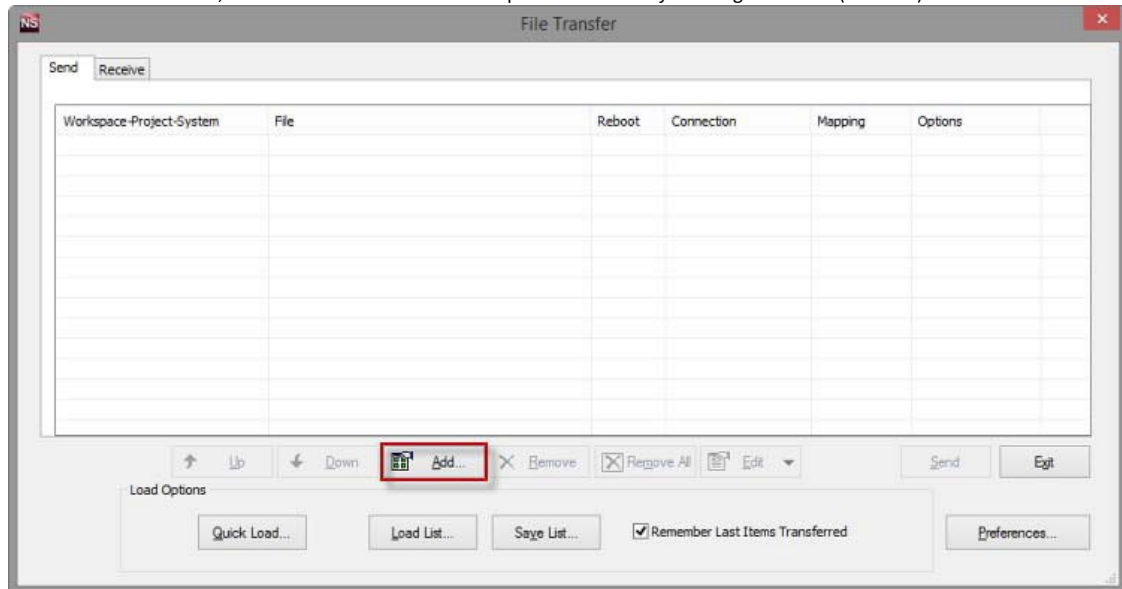 NS File Transfer
Send Receive
Workspace-Project-System File Reboot Connection Mapping Options
Up Down Add... Remove Remove All Edit Send Exit
Load Options
Quick Load... Load List... Save List... Remember Last Items Transferred Preferences...